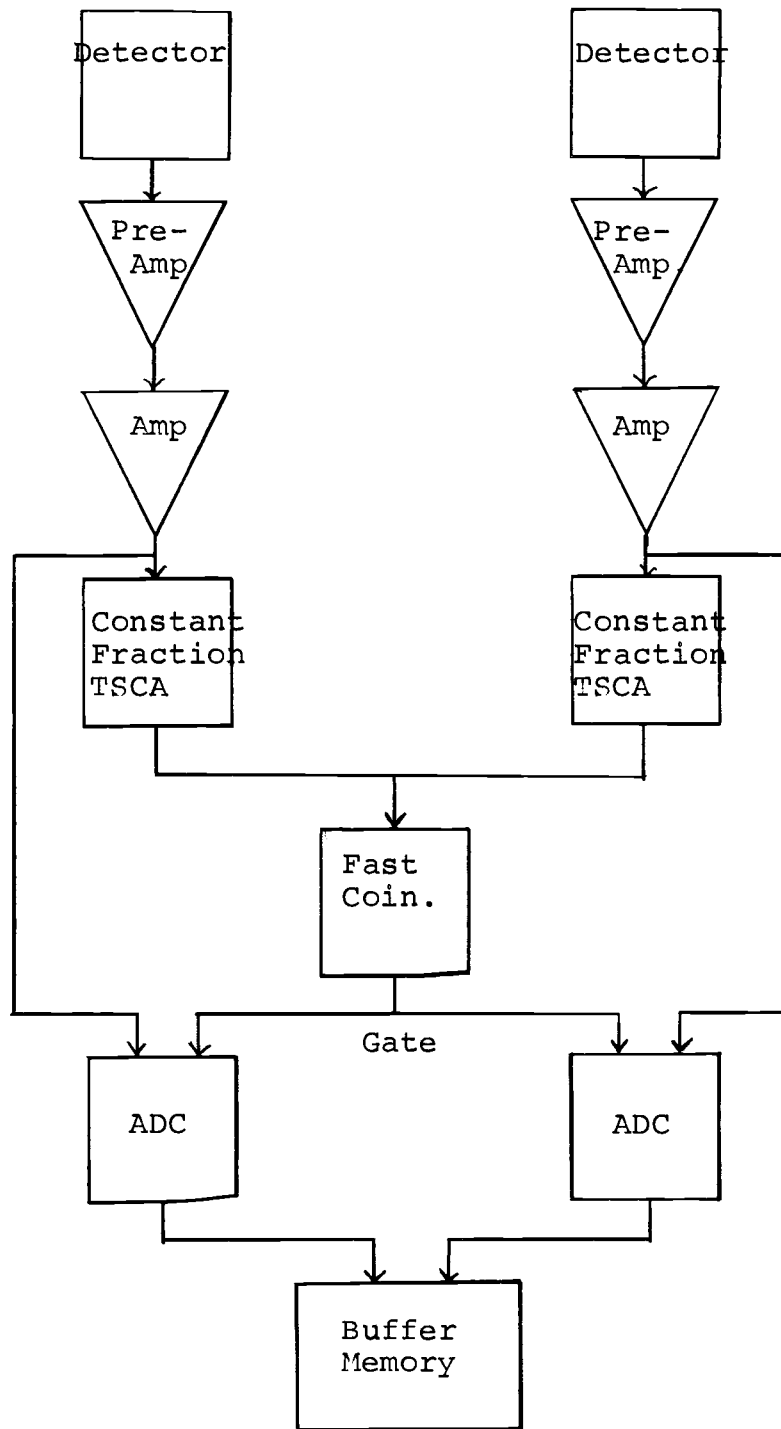 Detector
Detector
Pre-
Amp
Pre-
Amp.
Amp
Amp
Constant
Fraction
TSCA
Constant
Fraction
TSCA
Fast
Coin.
Gate
ADC
ADC
Buffer
Memory